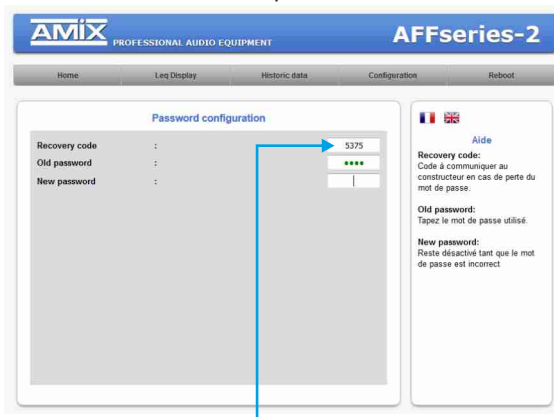 AMIX PROFESSIONAL AUDIO EQUIPMENT
AFFseries-2
Home Leq Display Historic data Configuration Reboot
Password configuration
Recovery code : 5375
Old password : ••••
New password :
Aide
Recovery code:
Code à communiquer au
constructeur en cas de perte du
mot de passe.
Old password:
Tapez le mot de passe utilisé.
New password:
Reste désactivé tant que le mot
de passe est incorrect